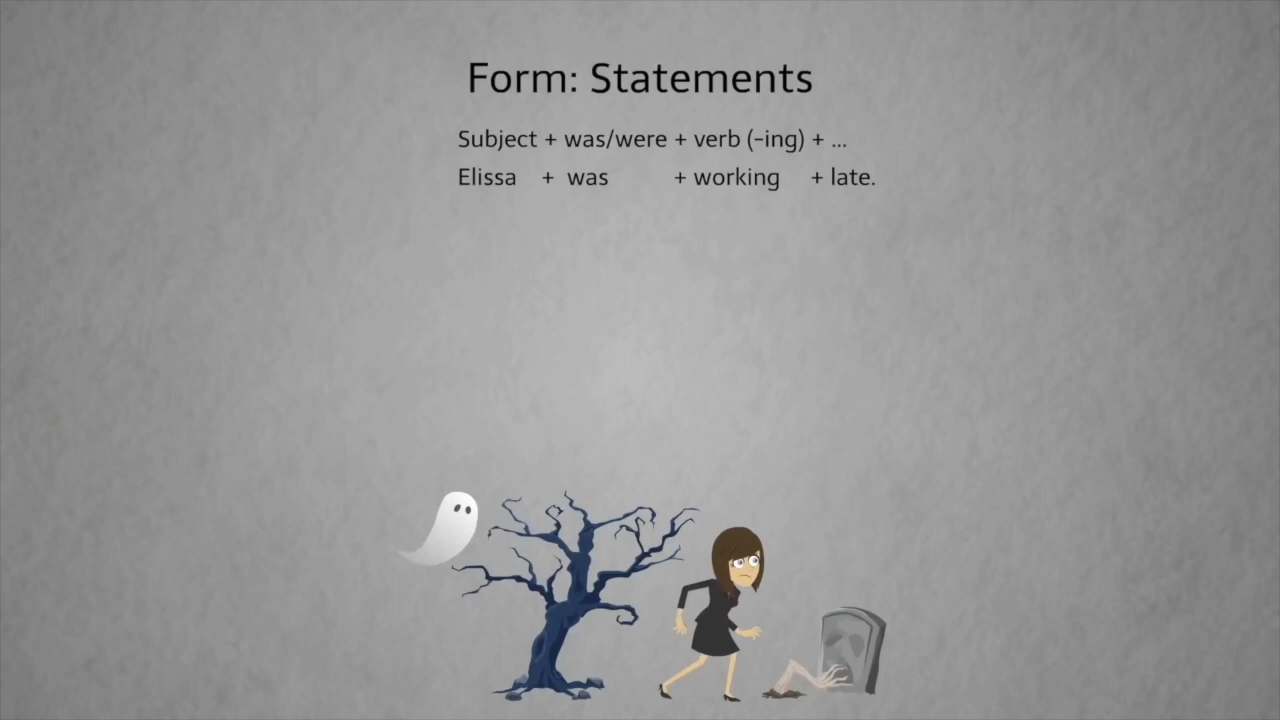 Form: Statements
Subject + was/were + verb (-ing) + ...
Elissa + was + working + late.